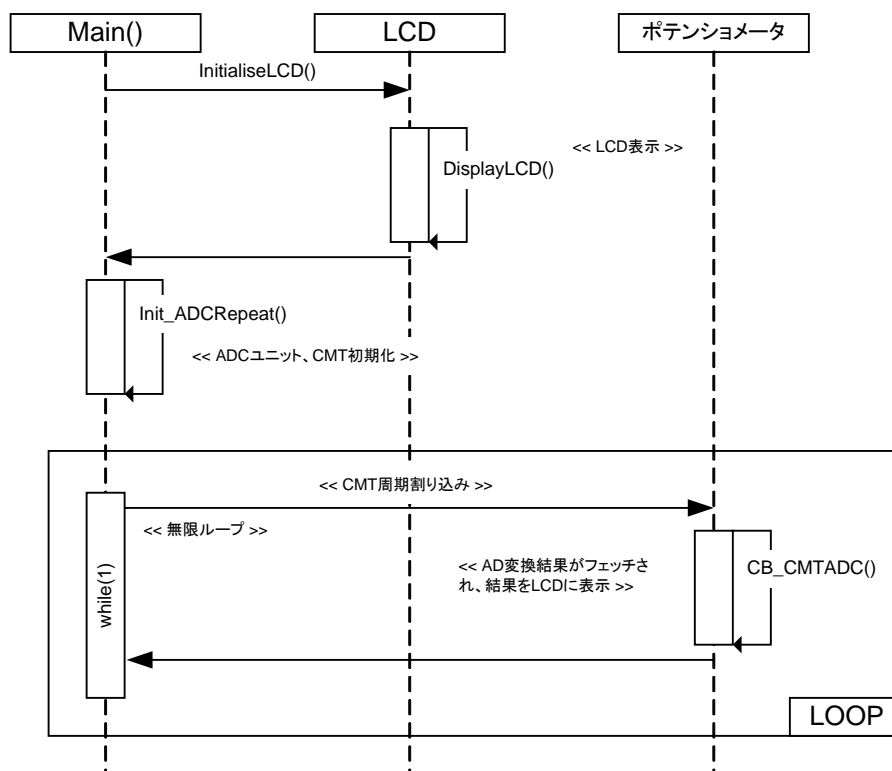 Main()
LCD
ポテンショメータ
InitialiseLCD()
<< LCD表示 >>
DisplayLCD()
Init_ADCRepeat()
<< ADCユニット、CMT初期化 >>
<< CMT周期割り込み >>
<< 無限ループ >>
while(1)
<< AD変換結果がフェッチさ
れ、結果をLCDに表示 >>
CB_CMTADC()
LOOP